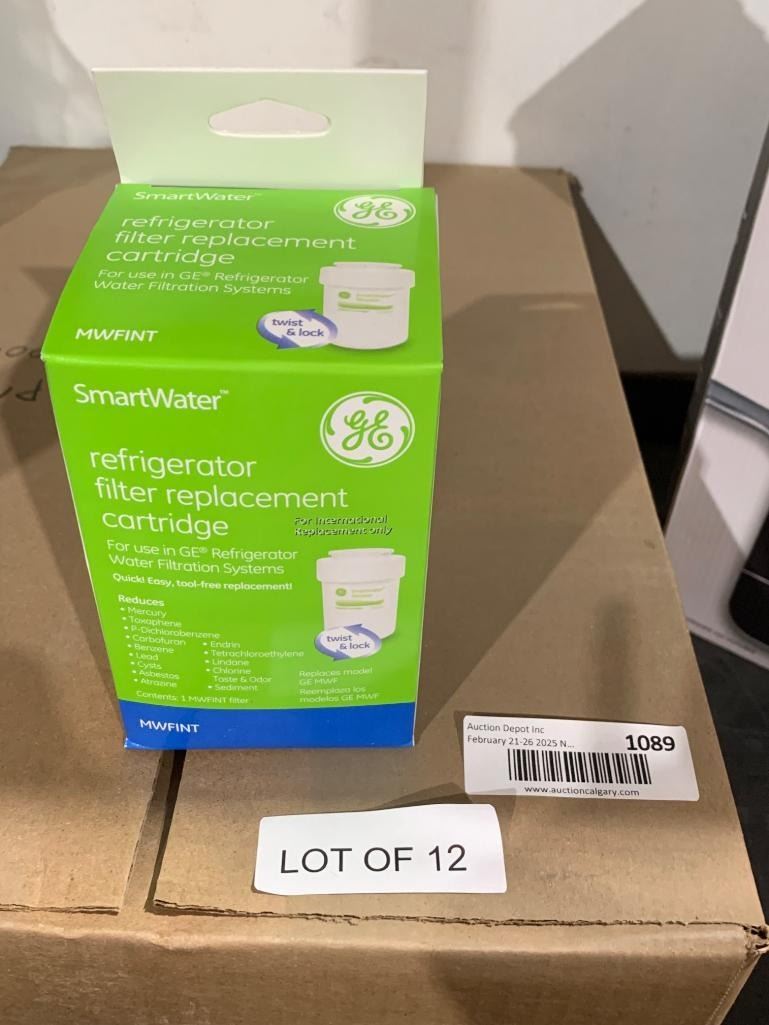 SmartWater™
GE
refrigerator
filter replacement
cartridge
For use in GE® Refrigerator
Water Filtration Systems
twist
& lock
MWFINT
SmartWater™
GE
refrigerator
filter replacement
cartridge
For International
Replacement only
For use in GE® Refrigerator
Water Filtration Systems
Quick! Easy, tool-free replacement!
Reduces
• Mercury
• Toxaphene
• P-Dichlorobenzene
• Carbofuran
• Benzene
• Lead
• Cysts
• Asbestos
• Atrazine
• Endrin
• Tetrachloroethylene
• Lindane
• Chlorine
Taste & Odor
• Sediment
twist
& lock
Replaces model
GE MWF
Reemplaza los
modelos GE MWF
Contents: 1 MWFINT filter
MWFINT
Auction Depot Inc
February 21-26 2025 N...
1089
www.auctioncalgary.com
LOT OF 12